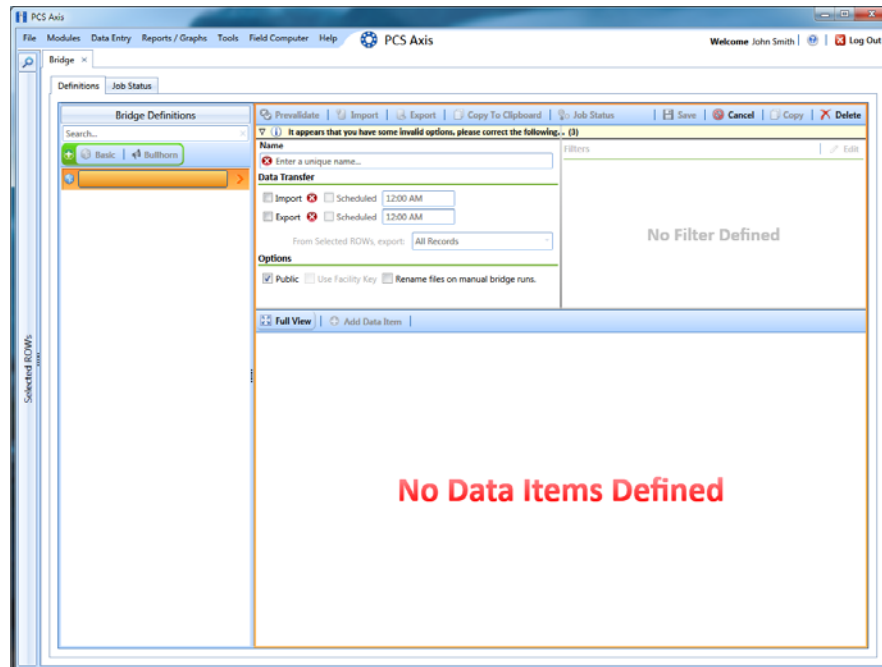 PCS Axis
File Modules Data Entry Reports / Graphs Tools Field Computer Help PCS Axis Welcome John Smith | Log Out
Bridge ×
Definitions Job Status
Bridge Definitions
Search...
Basic | Bullhorn
Prevalidate | Import | Export | Copy To Clipboard | Job Status | Save | Cancel | Copy | Delete
It appears that you have some invalid options, please correct the following... (3)
Name
Enter a unique name...
Data Transfer
Import Scheduled 12:00 AM
Export Scheduled 12:00 AM
From Selected ROWs, export: All Records
Options
Public Use Facility Key Rename files on manual bridge runs.
Filters | Edit
No Filter Defined
Full View | Add Data Item |
No Data Items Defined
Selected ROWs